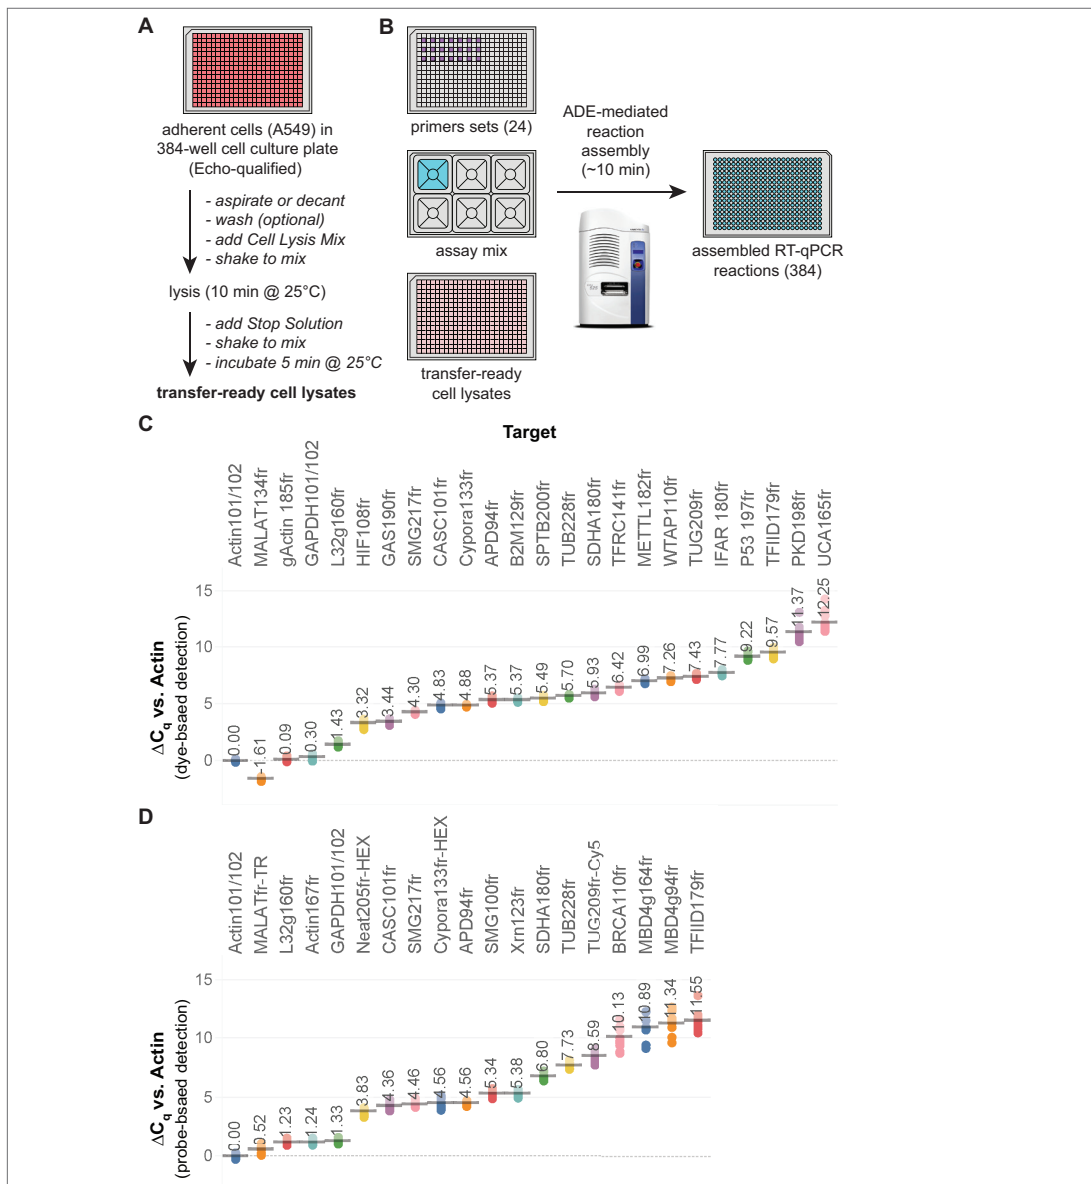 A
adherent cells (A549) in
384-well cell culture plate
(Echo-qualified)
- aspirate or decant
- wash (optional)
- add Cell Lysis Mix
- shake to mix
lysis (10 min @ 25°C)
- add Stop Solution
- shake to mix
- incubate 5 min @ 25°C
transfer-ready cell lysates
B
primers sets (24)
assay mix
transfer-ready
cell lysates
ADE-mediated
reaction
assembly
(~10 min)
assembled RT-qPCR
reactions (384)
C
Target
Actin101/102
MALAT134fr
gActin 185fr
GAPDH101/102
L32g160fr
HIF108fr
GAS190fr
SMG217fr
CASC101fr
Cypora133fr
APD94fr
B2M129fr
SPTB200fr
TUB228fr
SDHA180fr
TFRC141fr
METTL182fr
WTAP110fr
TUG209fr
IFAR 180fr
P53 197fr
TFIID179fr
PKD198fr
UCA165fr
ΔCq vs. Actin
(dye-bsaed detection)
15
10
5
0
0.00
-1.61
0.09
0.30
1.43
3.32
3.44
4.30
4.83
4.88
5.37
5.37
5.49
5.70
5.93
6.42
6.99
7.26
7.43
7.77
9.22
9.57
11.37
12.25
D
Actin101/102
MALATfr-TR
L32g160fr
Actin167fr
GAPDH101/102
Neat205fr-HEX
CASC101fr
SMG217fr
Cypora133fr-HEX
APD94fr
SMG100fr
Xrn123fr
SDHA180fr
TUB228fr
TUG209fr-Cy5
BRCA110fr
MBD4g164fr
MBD4g94fr
TFIID179fr
ΔCq vs. Actin
(probe-bsaed detection)
15
10
5
0
0.00
0.52
1.23
1.24
1.33
3.83
4.36
4.46
4.56
4.56
5.34
5.38
6.80
7.73
8.59
10.13
10.89
11.34
11.55